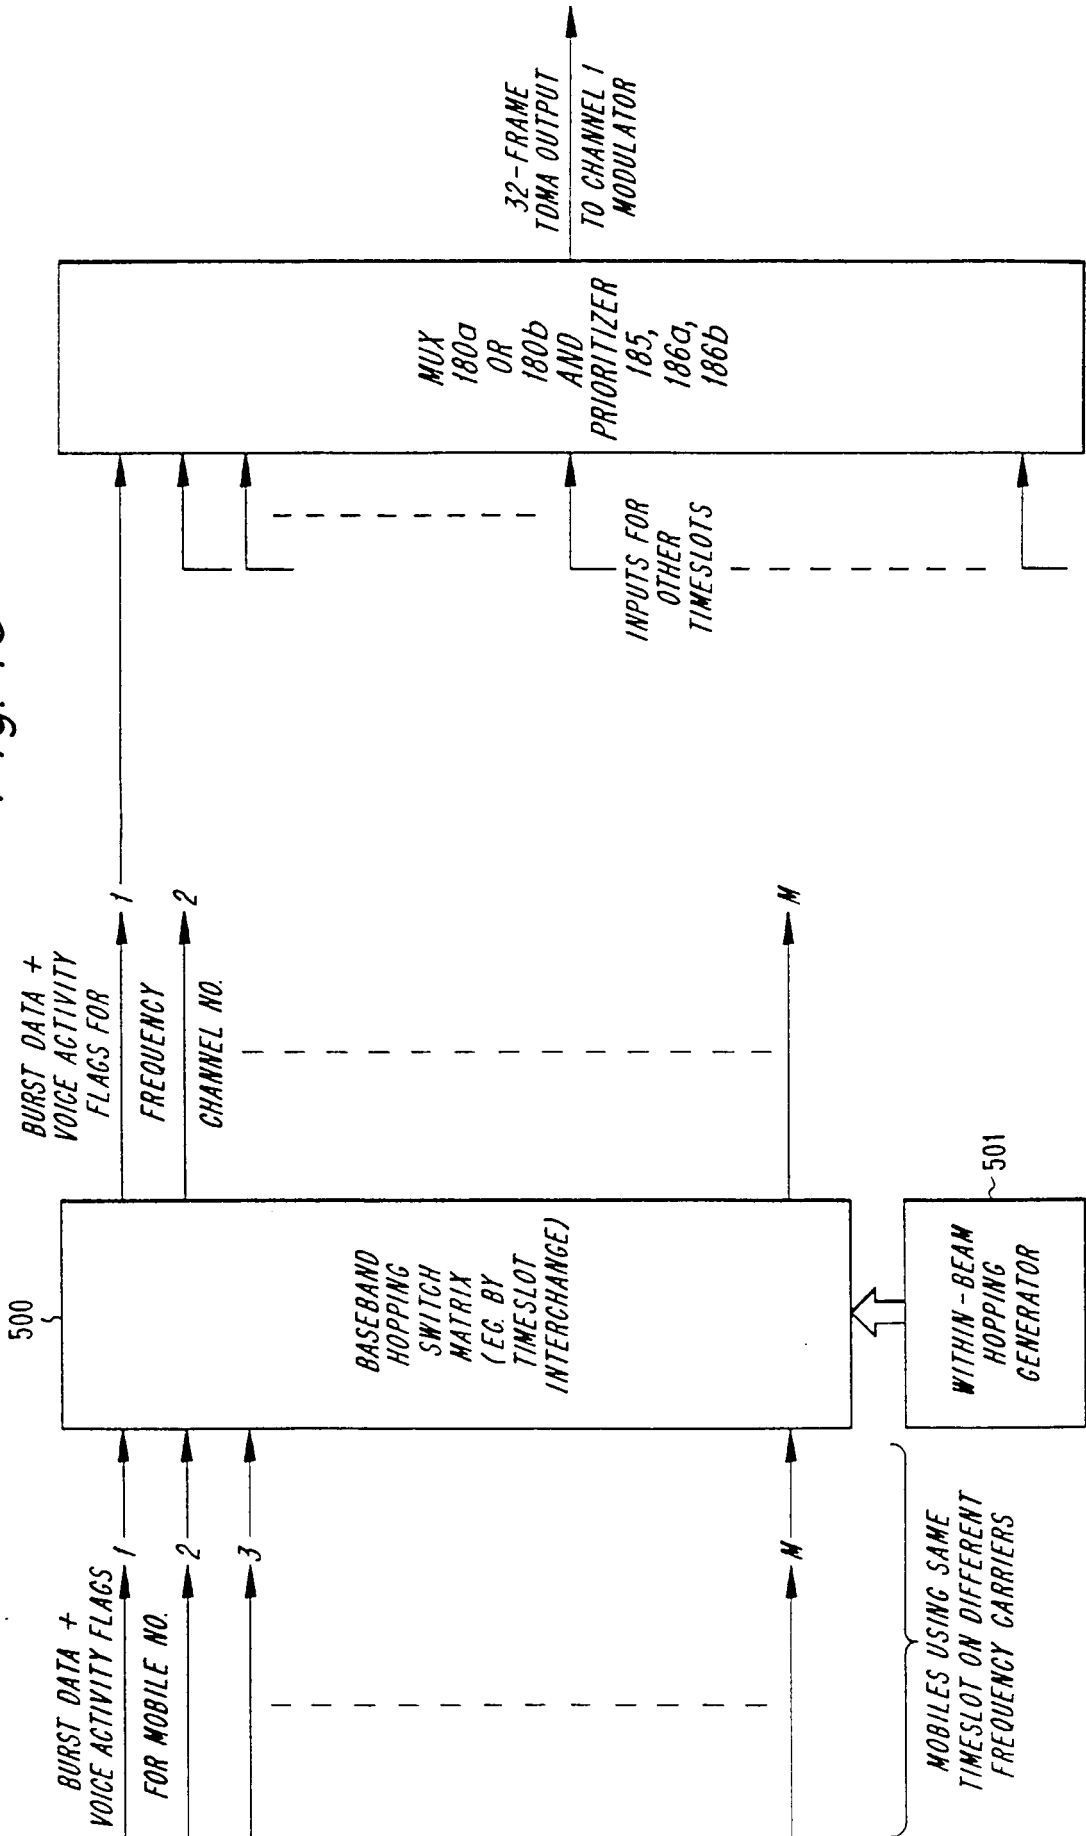 Fig.
BURST DATA +
VOICE ACTIVITY FLAGS
1
FOR MOBILE NO.
2
3
M
MOBILES USING SAME
TIMESLOT ON DIFFERENT
FREQUENCY CARRIERS
500
BASEBAND
HOPPING
SWITCH
MATRIX
(EG. BY
TIMESLOT
INTERCHANGE)
WITHIN-BEAM
HOPPING
GENERATOR
501
BURST DATA +
VOICE ACTIVITY
FLAGS FOR
1
FREQUENCY
2
CHANNEL NO.
M
INPUTS FOR
OTHER
TIMESLOTS
MUX
180a
OR
180b
AND
PRIORITIZER
185,
186a,
186b
32-FRAME
TDMA OUTPUT
TO CHANNEL 1
MODULATOR